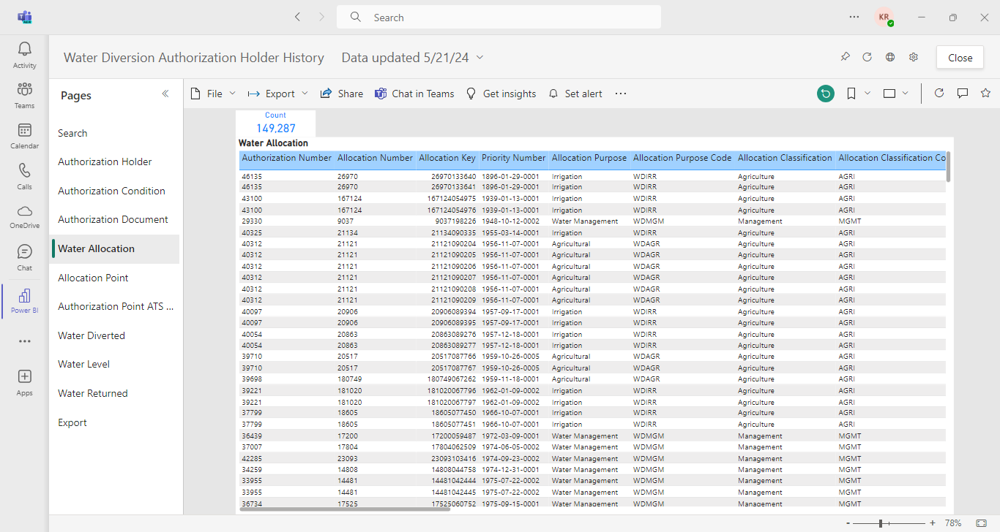 NEW
Search
KR
Activity
Teams
Calendar
Calls
OneDrive
Chat
Power BI
Apps
Water Diversion Authorization Holder History Data updated 5/21/24
Close
Pages
Search
Authorization Holder
Authorization Condition
Authorization Document
Water Allocation
Allocation Point
Authorization Point ATS ...
Water Diverted
Water Level
Water Returned
Export
File Export Share Chat in Teams Get insights Set alert
Count
149,287
Water Allocation
Authorization Number Allocation Number Allocation Key Priority Number Allocation Purpose Allocation Purpose Code Allocation Classification Allocation Classification Co
46135 26970 26970133640 1896-01-29-0001 Irrigation WDIRR Agriculture AGRI
46135 26970 26970133641 1896-01-29-0001 Irrigation WDIRR Agriculture AGRI
43100 167124 167124054975 1939-01-13-0001 Irrigation WDIRR Agriculture AGRI
43100 167124 167124054976 1939-01-13-0001 Irrigation WDIRR Agriculture AGRI
29330 9037 9037198226 1948-10-12-0002 Water Management WDMGM Management MGMT
40325 21134 21134090335 1955-03-14-0001 Irrigation WDIRR Agriculture AGRI
40312 21121 21121090204 1956-11-07-0001 Agricultural WDAGR Agriculture AGRI
40312 21121 21121090205 1956-11-07-0001 Agricultural WDAGR Agriculture AGRI
40312 21121 21121090206 1956-11-07-0001 Agricultural WDAGR Agriculture AGRI
40312 21121 21121090207 1956-11-07-0001 Agricultural WDAGR Agriculture AGRI
40312 21121 21121090208 1956-11-07-0001 Agricultural WDAGR Agriculture AGRI
40312 21121 21121090209 1956-11-07-0001 Agricultural WDAGR Agriculture AGRI
40097 20906 20906089394 1957-09-17-0001 Irrigation WDIRR Agriculture AGRI
40097 20906 20906089395 1957-09-17-0001 Irrigation WDIRR Agriculture AGRI
40054 20863 20863089276 1957-12-18-0001 Irrigation WDIRR Agriculture AGRI
40054 20863 20863089277 1957-12-18-0001 Irrigation WDIRR Agriculture AGRI
39710 20517 20517087766 1959-10-26-0005 Agricultural WDAGR Agriculture AGRI
39710 20517 20517087767 1959-10-26-0005 Agricultural WDAGR Agriculture AGRI
39698 180749 180749067262 1959-11-18-0001 Agricultural WDAGR Agriculture AGRI
39221 181020 181020067796 1962-01-09-0002 Irrigation WDIRR Agriculture AGRI
39221 181020 181020067797 1962-01-09-0002 Irrigation WDIRR Agriculture AGRI
37799 18605 18605077450 1966-10-07-0001 Irrigation WDIRR Agriculture AGRI
37799 18605 18605077451 1966-10-07-0001 Irrigation WDIRR Agriculture AGRI
36439 17200 17200059487 1972-03-09-0001 Water Management WDMGM Management MGMT
37007 17804 17804062509 1974-06-05-0002 Water Management WDMGM Management MGMT
42285 23093 23093103416 1974-09-23-0002 Water Management WDMGM Management MGMT
34259 14808 14808044758 1974-12-31-0001 Water Management WDMGM Management MGMT
33955 14481 14481042444 1975-07-22-0002 Water Management WDMGM Management MGMT
33955 14481 14481042445 1975-07-22-0002 Water Management WDMGM Management MGMT
36734 17525 17525060752 1975-09-15-0001 Water Management WDMGM Management MGMT
- + 78%